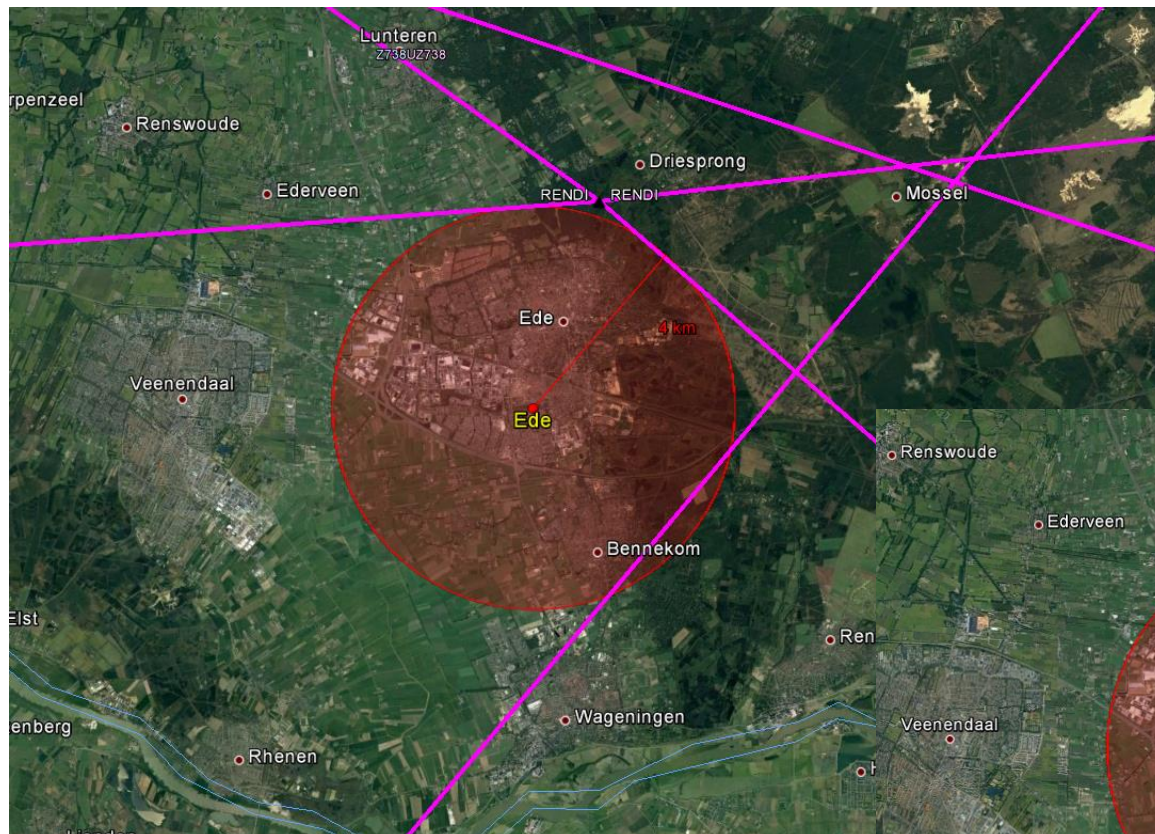 Lunteren
Z738UZ738
rpenzeel
Renswoude
Driesprong
Ederveen
RENDI
RENDI
Mossel
Ede
4 km
Veenendaal
Ede
Renswoude
Ederveen
Bennekom
Elst
Ren
Wageningen
enberg
Veenendaal
Rhenen